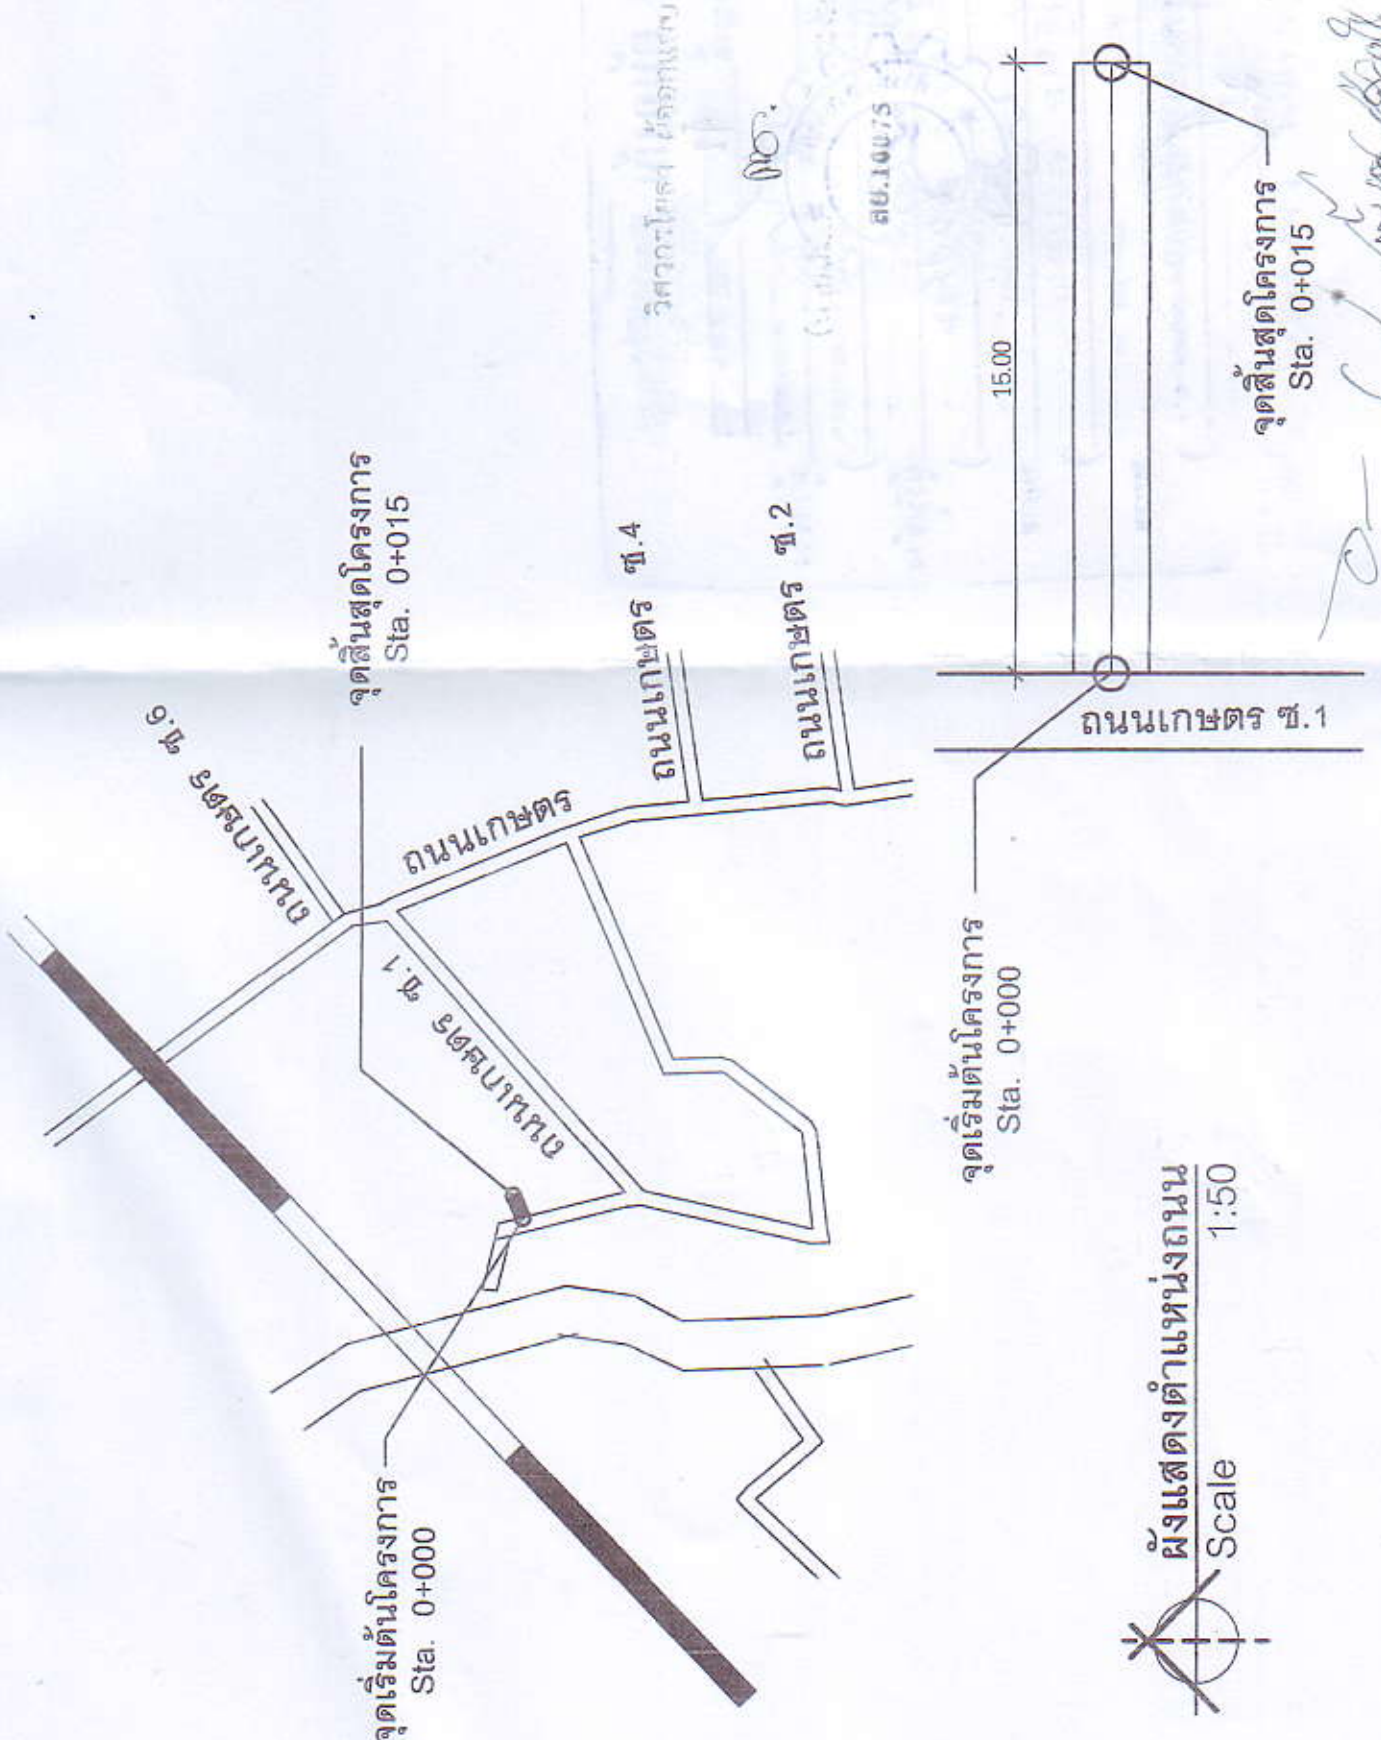 ถนนเกษตร ซ.6
จุดสิ้นสุดโครงการ
Sta. 0+015
ถนนเกษตร
ถนนเกษตร ซ.4
ถนนเกษตร ซ.2
ถนนเกษตร ซ.1
จุดเริ่มต้นโครงการ
Sta. 0+000
สย.10075
15.00
จุดสิ้นสุดโครงการ
Sta. 0+015
ถนนเกษตร ซ.1
จุดเริ่มต้นโครงการ
Sta. 0+000
ผังแสดงตำแหน่งถนน
Scale 1:50